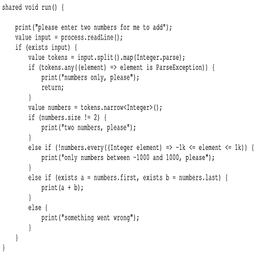 shared void run() {
print("please enter two numbers for me to add");
value input = process.readLine();
if (exists input) {
value tokens = input.split().map(Integer.parse);
if (tokens.any((element) => element is ParseException)) {
print("numbers only, please");
return;
}
value numbers = tokens.narrow<Integer>();
if (numbers.size != 2) {
print("two numbers, please");
}
else if (!numbers.every((Integer element) => -1k <= element <= 1k)) {
print("only numbers between -1000 and 1000, please");
}
else if (exists a = numbers.first, exists b = numbers.last) {
print(a + b);
}
else {
print("something went wrong");
}
}
}